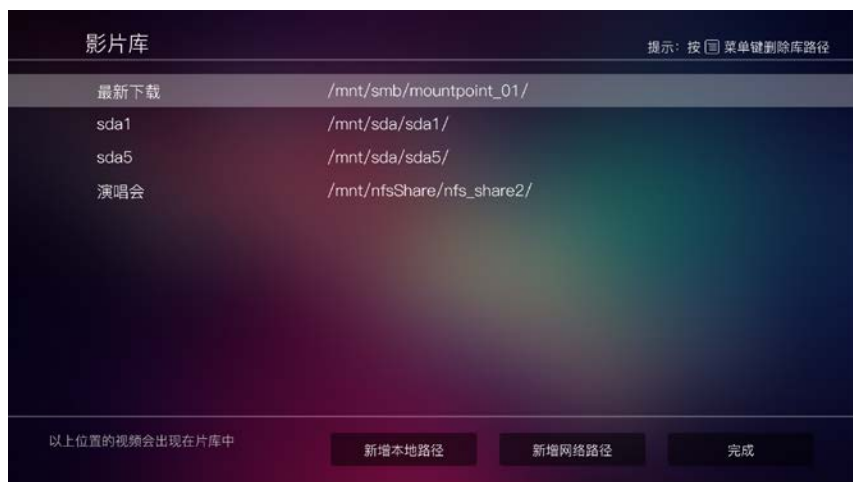 影片库
提示：按 菜单键删除库路径
最新下载 /mnt/smb/mountpoint_01/
sda1 /mnt/sda/sda1/
sda5 /mnt/sda/sda5/
演唱会 /mnt/nfsShare/nfs_share2/
以上位置的视频会出现在片库中
新增本地路径 新增网络路径 完成